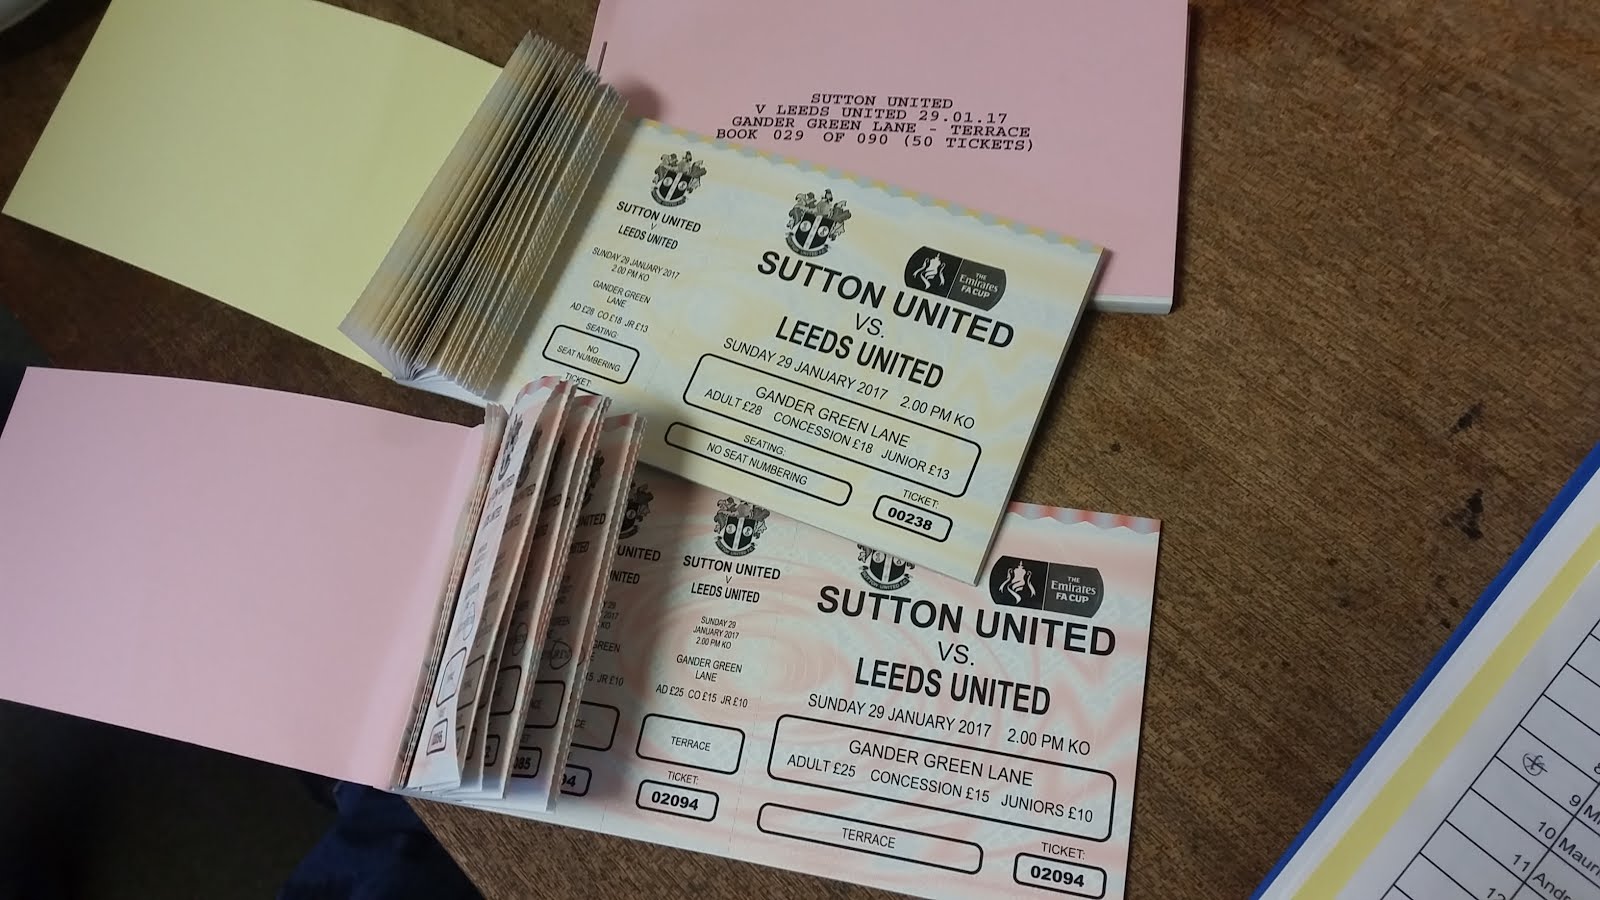 SUTTON UNITED
V LEEDS UNITED 29.01.17
GANDER GREEN LANE - TERRACE
BOOK 029 OF 090 (50 TICKETS)
SUTTON UNITED
V
LEEDS UNITED
SUNDAY 29 JANUARY 2017
2.00 PM KO
GANDER GREEN
LANE
AD £28 CO £18 JR £13
SEATING:
NO
SEAT NUMBERING
TICKET:
THE
Emirates
FA CUP
SUTTON UNITED
VS.
LEEDS UNITED
SUNDAY 29 JANUARY 2017 2.00 PM KO
GANDER GREEN LANE
ADULT £28 CONCESSION £18 JUNIOR £13
SEATING:
NO SEAT NUMBERING
TICKET:
00238
UNITED
GREEN
JR £10
SUTTON UNITED
V
LEEDS UNITED
SUNDAY 29
JANUARY 2017
2.00 PM KO
GANDER GREEN
LANE
AD £25 CO £15 JR £10
TERRACE
TICKET:
02094
THE
Emirates
FA CUP
SUTTON UNITED
VS.
LEEDS UNITED
SUNDAY 29 JANUARY 2017 2.00 PM KO
GANDER GREEN LANE
ADULT £25 CONCESSION £15 JUNIORS £10
TERRACE
TICKET:
02094
9
10
11
12